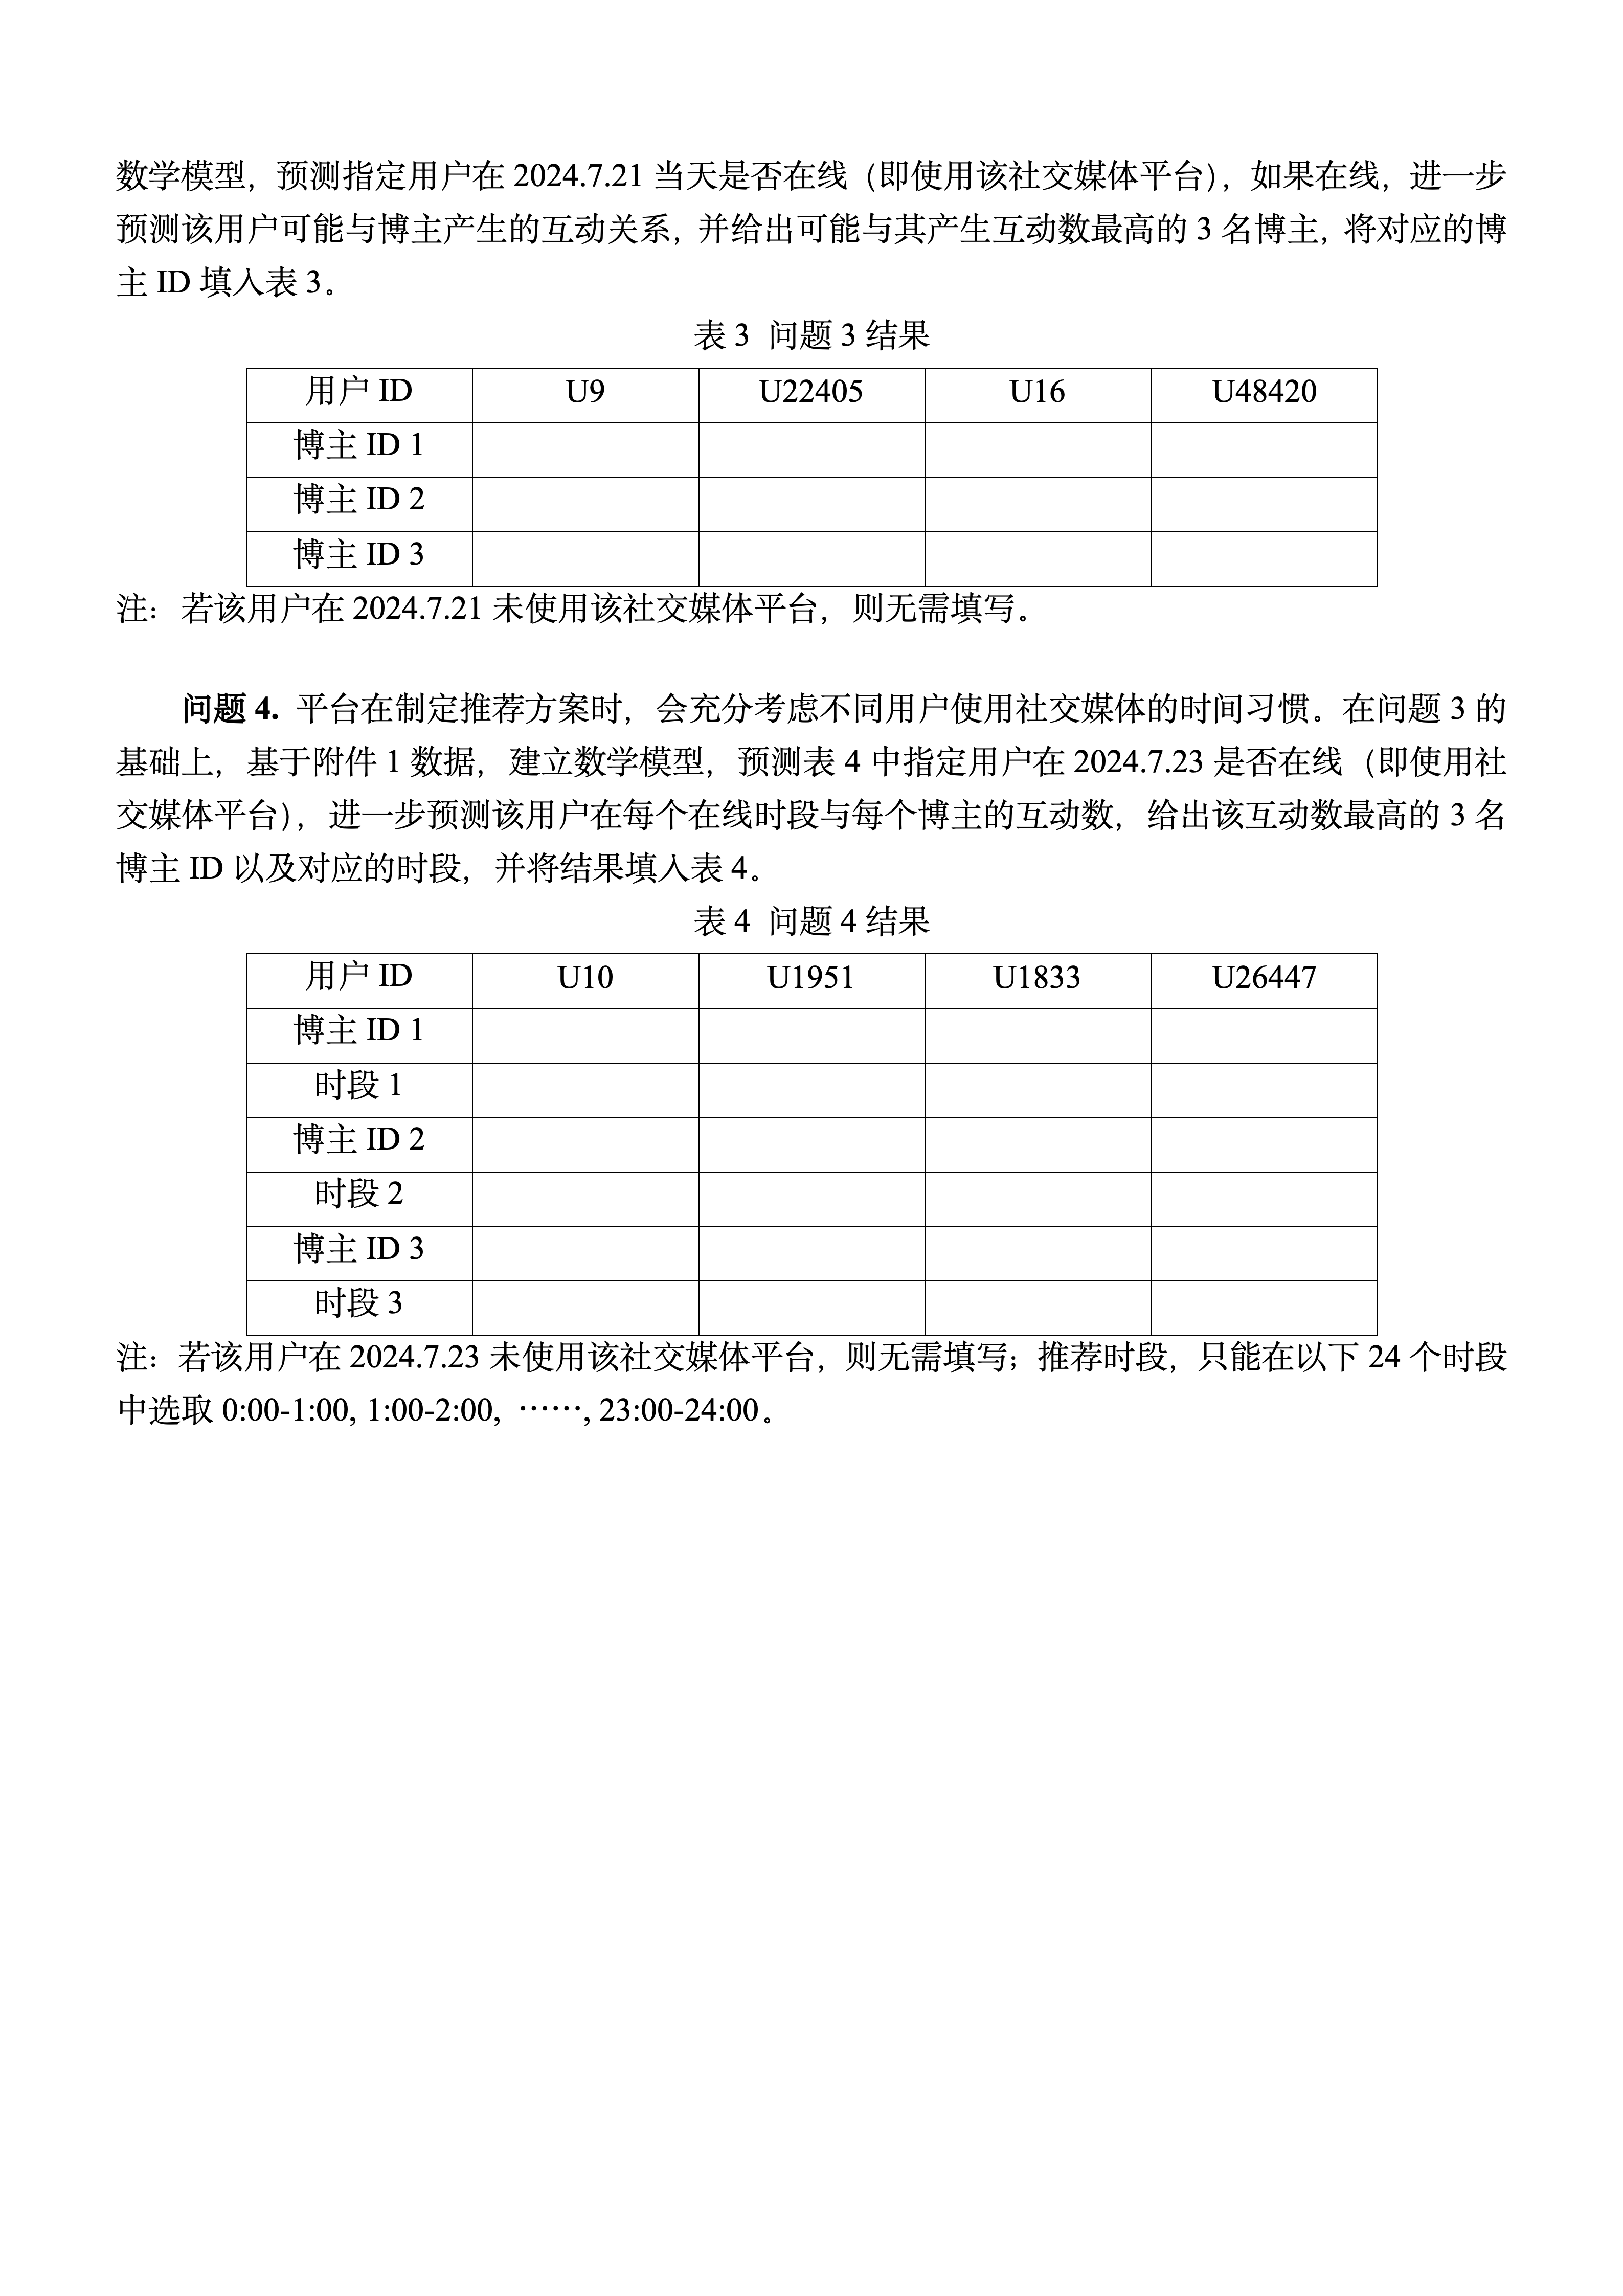 数学模型，预测指定用户在 2024.7.21 当天是否在线（即使用该社交媒体平台），如果在线，进一步
预测该用户可能与博主产生的互动关系，并给出可能与其产生互动数最高的 3 名博主，将对应的博
主 ID 填入表 3。
表 3 问题 3 结果
用户 ID U9 U22405 U16 U48420
博主 ID 1
博主 ID 2
博主 ID 3
注：若该用户在 2024.7.21 未使用该社交媒体平台，则无需填写。
问题 4. 平台在制定推荐方案时，会充分考虑不同用户使用社交媒体的时间习惯。在问题 3 的
基础上，基于附件 1 数据，建立数学模型，预测表 4 中指定用户在 2024.7.23 是否在线（即使用社
交媒体平台），进一步预测该用户在每个在线时段与每个博主的互动数，给出该互动数最高的 3 名
博主 ID 以及对应的时段，并将结果填入表 4。
表 4 问题 4 结果
用户 ID U10 U1951 U1833 U26447
博主 ID 1
时段 1
博主 ID 2
时段 2
博主 ID 3
时段 3
注：若该用户在 2024.7.23 未使用该社交媒体平台，则无需填写；推荐时段，只能在以下 24 个时段
中选取 0:00-1:00, 1:00-2:00, ……, 23:00-24:00。